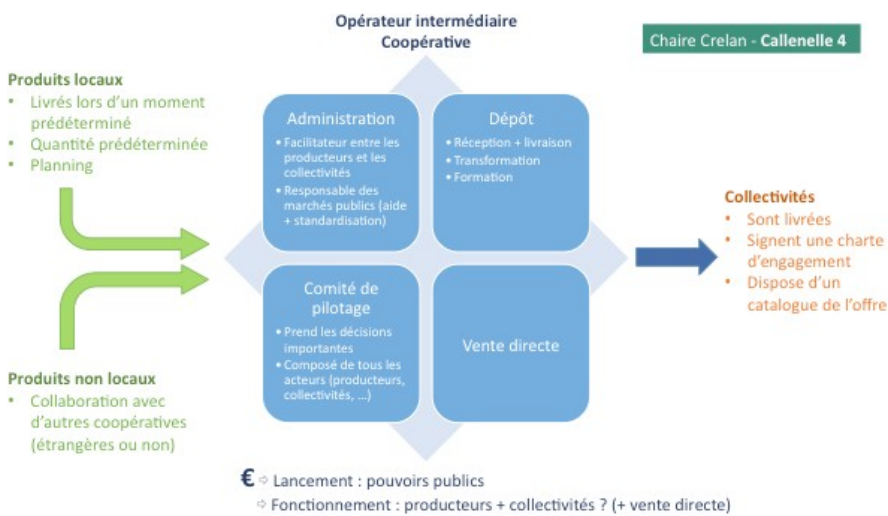 Opérateur intermédiaire
Coopérative
Chaire Crelan - Callenelle 4
Produits locaux
• Livrés lors d'un moment
prédéterminé
• Quantité prédéterminée
• Planning
Administration
• Facilitateur entre les
producteurs et les
collectivités
• Responsable des
marchés publics (aide
+ standardisation)
Dépôt
• Réception + livraison
• Transformation
• Formation
Collectivités
• Sont livrées
• Signent une charte
d'engagement
• Dispose d'un
catalogue de l'offre
Comité de
pilotage
• Prend les décisions
importantes
• Composé de tous les
acteurs (producteurs,
collectivités, ...)
Vente directe
Produits non locaux
• Collaboration avec
d'autres coopératives
(étrangères ou non)
€ ⇨ Lancement : pouvoirs publics
⇨ Fonctionnement : producteurs + collectivités ? (+ vente directe)